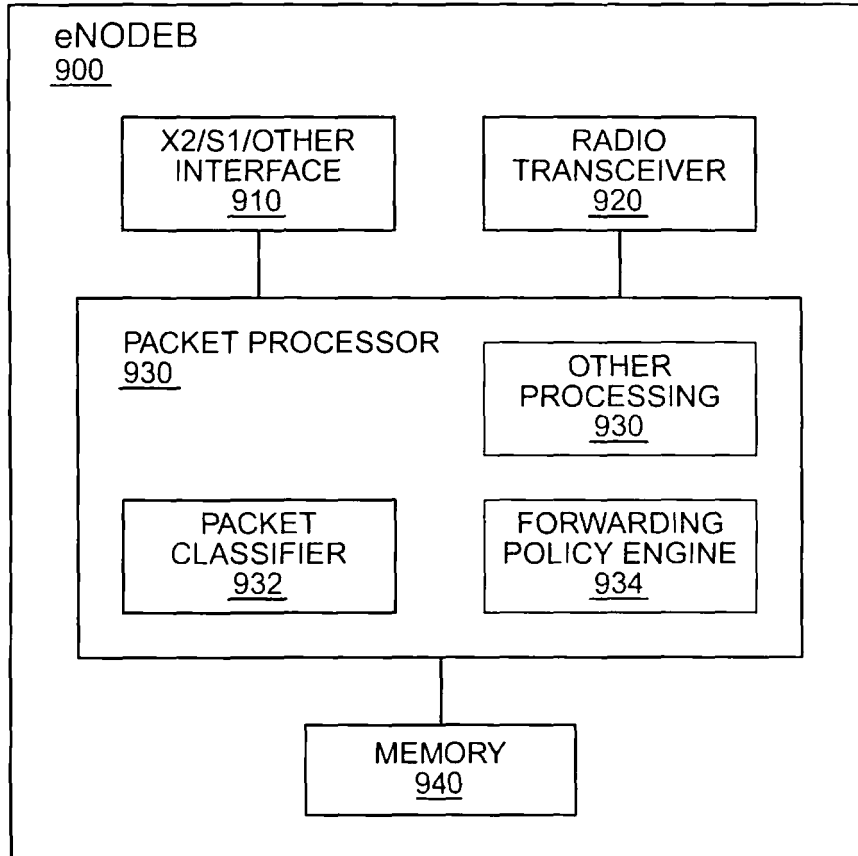 eNODEB
900
X2/S1/OTHER
INTERFACE
910
RADIO
TRANSCEIVER
920
PACKET PROCESSOR
930
OTHER
PROCESSING
930
PACKET
CLASSIFIER
932
FORWARDING
POLICY ENGINE
934
MEMORY
940